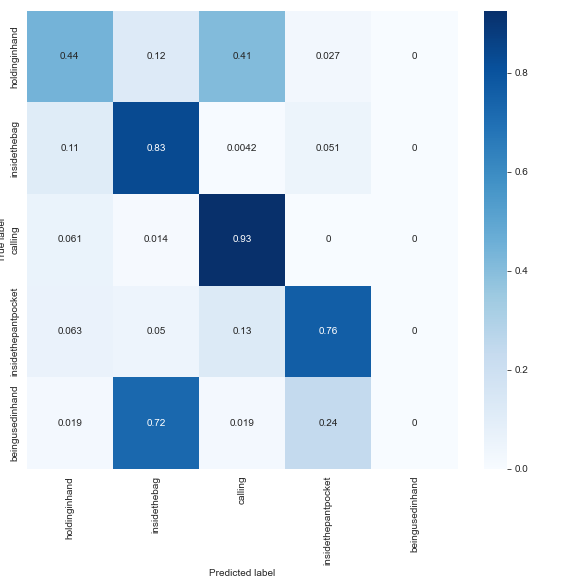 holdinginhand 0.44 0.12 0.41 0.027 0
insidethebag 0.11 0.83 0.0042 0.051 0
True label
calling 0.061 0.014 0.93 0 0
insidethepantpocket 0.063 0.05 0.13 0.76 0
beingusedinhand 0.019 0.72 0.019 0.24 0
holdinginhand insidethebag calling insidethepantpocket beingusedinhand
Predicted label
0.8
0.6
0.4
0.2
0.0